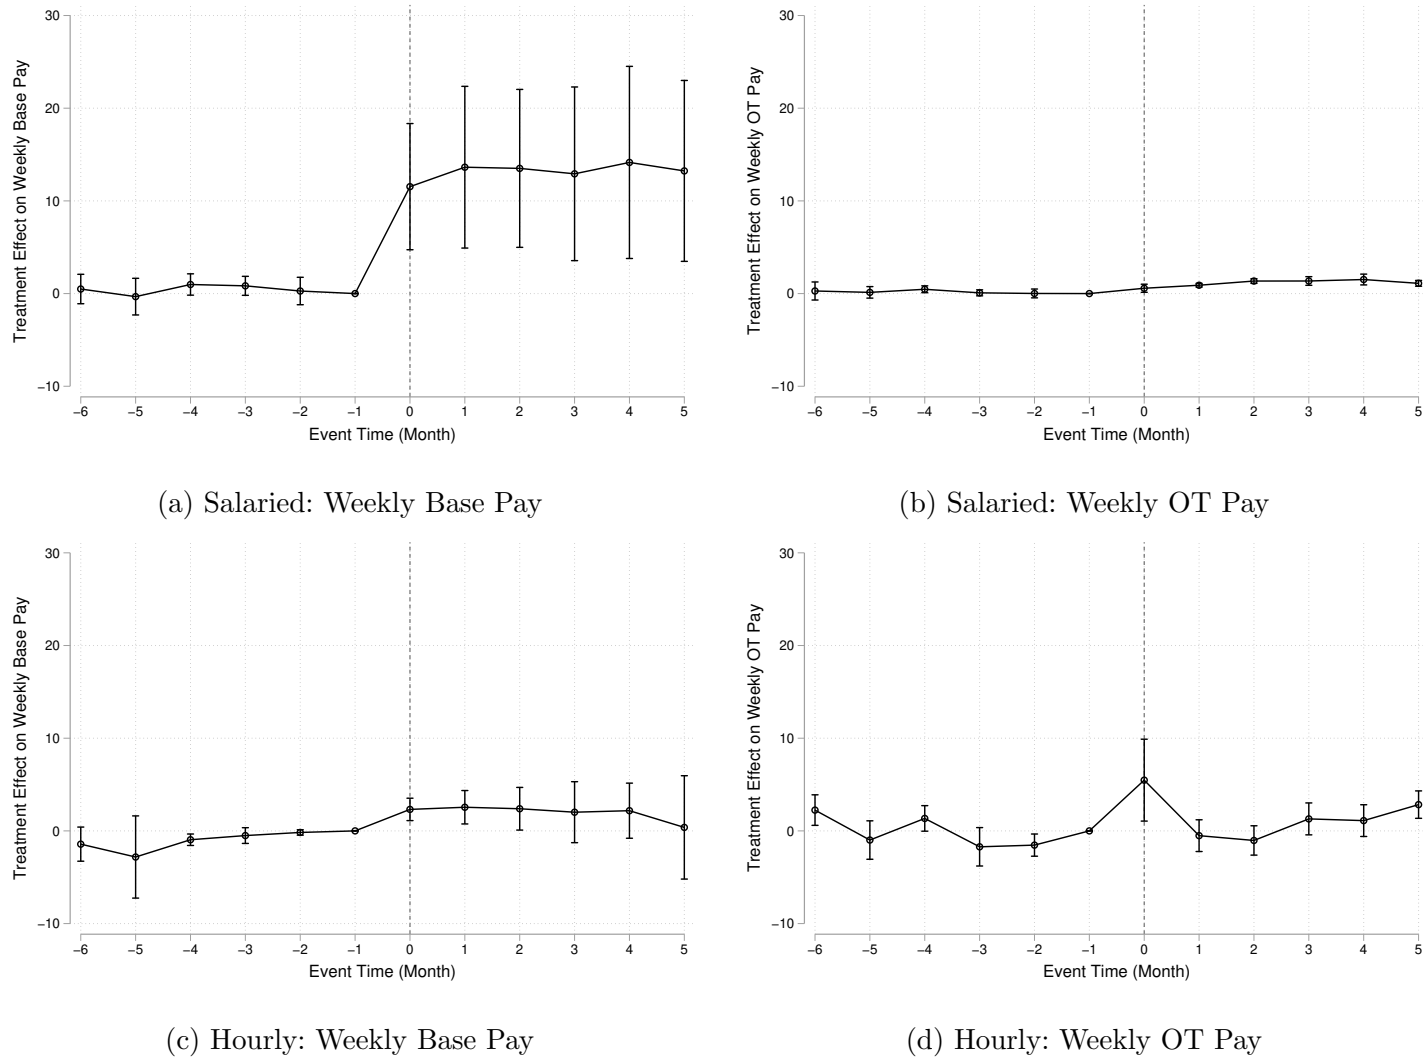 30
20
10
0
−10
Treatment Effect on Weekly Base Pay
−6 −5 −4 −3 −2 −1 0 1 2 3 4 5
Event Time (Month)
(a) Salaried: Weekly Base Pay
30
20
10
0
−10
Treatment Effect on Weekly OT Pay
−6 −5 −4 −3 −2 −1 0 1 2 3 4 5
Event Time (Month)
(b) Salaried: Weekly OT Pay
30
20
10
0
−10
Treatment Effect on Weekly Base Pay
−6 −5 −4 −3 −2 −1 0 1 2 3 4 5
Event Time (Month)
(c) Hourly: Weekly Base Pay
30
20
10
0
−10
Treatment Effect on Weekly OT Pay
−6 −5 −4 −3 −2 −1 0 1 2 3 4 5
Event Time (Month)
(d) Hourly: Weekly OT Pay